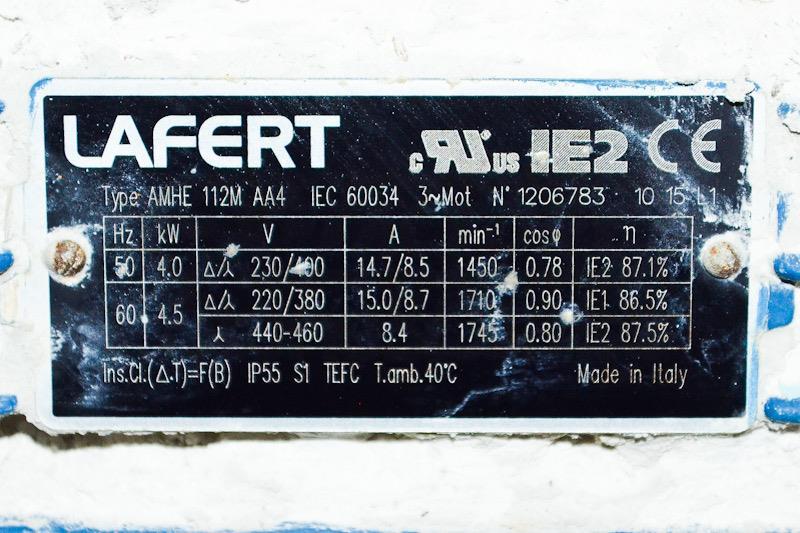 LAFERT c RU US IE2 CE
Type AMHE 112M AA4 IEC 60034 3~Mot N° 1206783 10 15 L1
Hz kW V A min⁻¹ cosφ η
50 4.0 Δ/⅄ 230/400 14.7/8.5 1450 0.78 IE2 87.1%
60 4.5 Δ/⅄ 220/380 15.0/8.7 1710 0.90 IE1 86.5%
⅄ 440-460 8.4 1745 0.80 IE2 87.5%
Ins.Cl.(Δ.T)=F(B) IP55 S1 TEFC T.amb.40°C Made in Italy